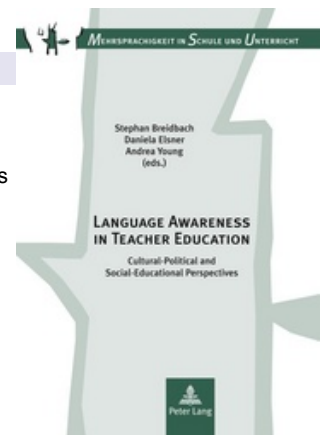 MEHRSPRACHIGKEIT IN SCHULE UND UNTERRICHT
s
Stephan Breidbach
Daniela Elsner
Andrea Young
(eds.)
LANGUAGE AWARENESS
IN TEACHER EDUCATION
Cultural-Political and
Social-Educational Perspectives
Peter Lang